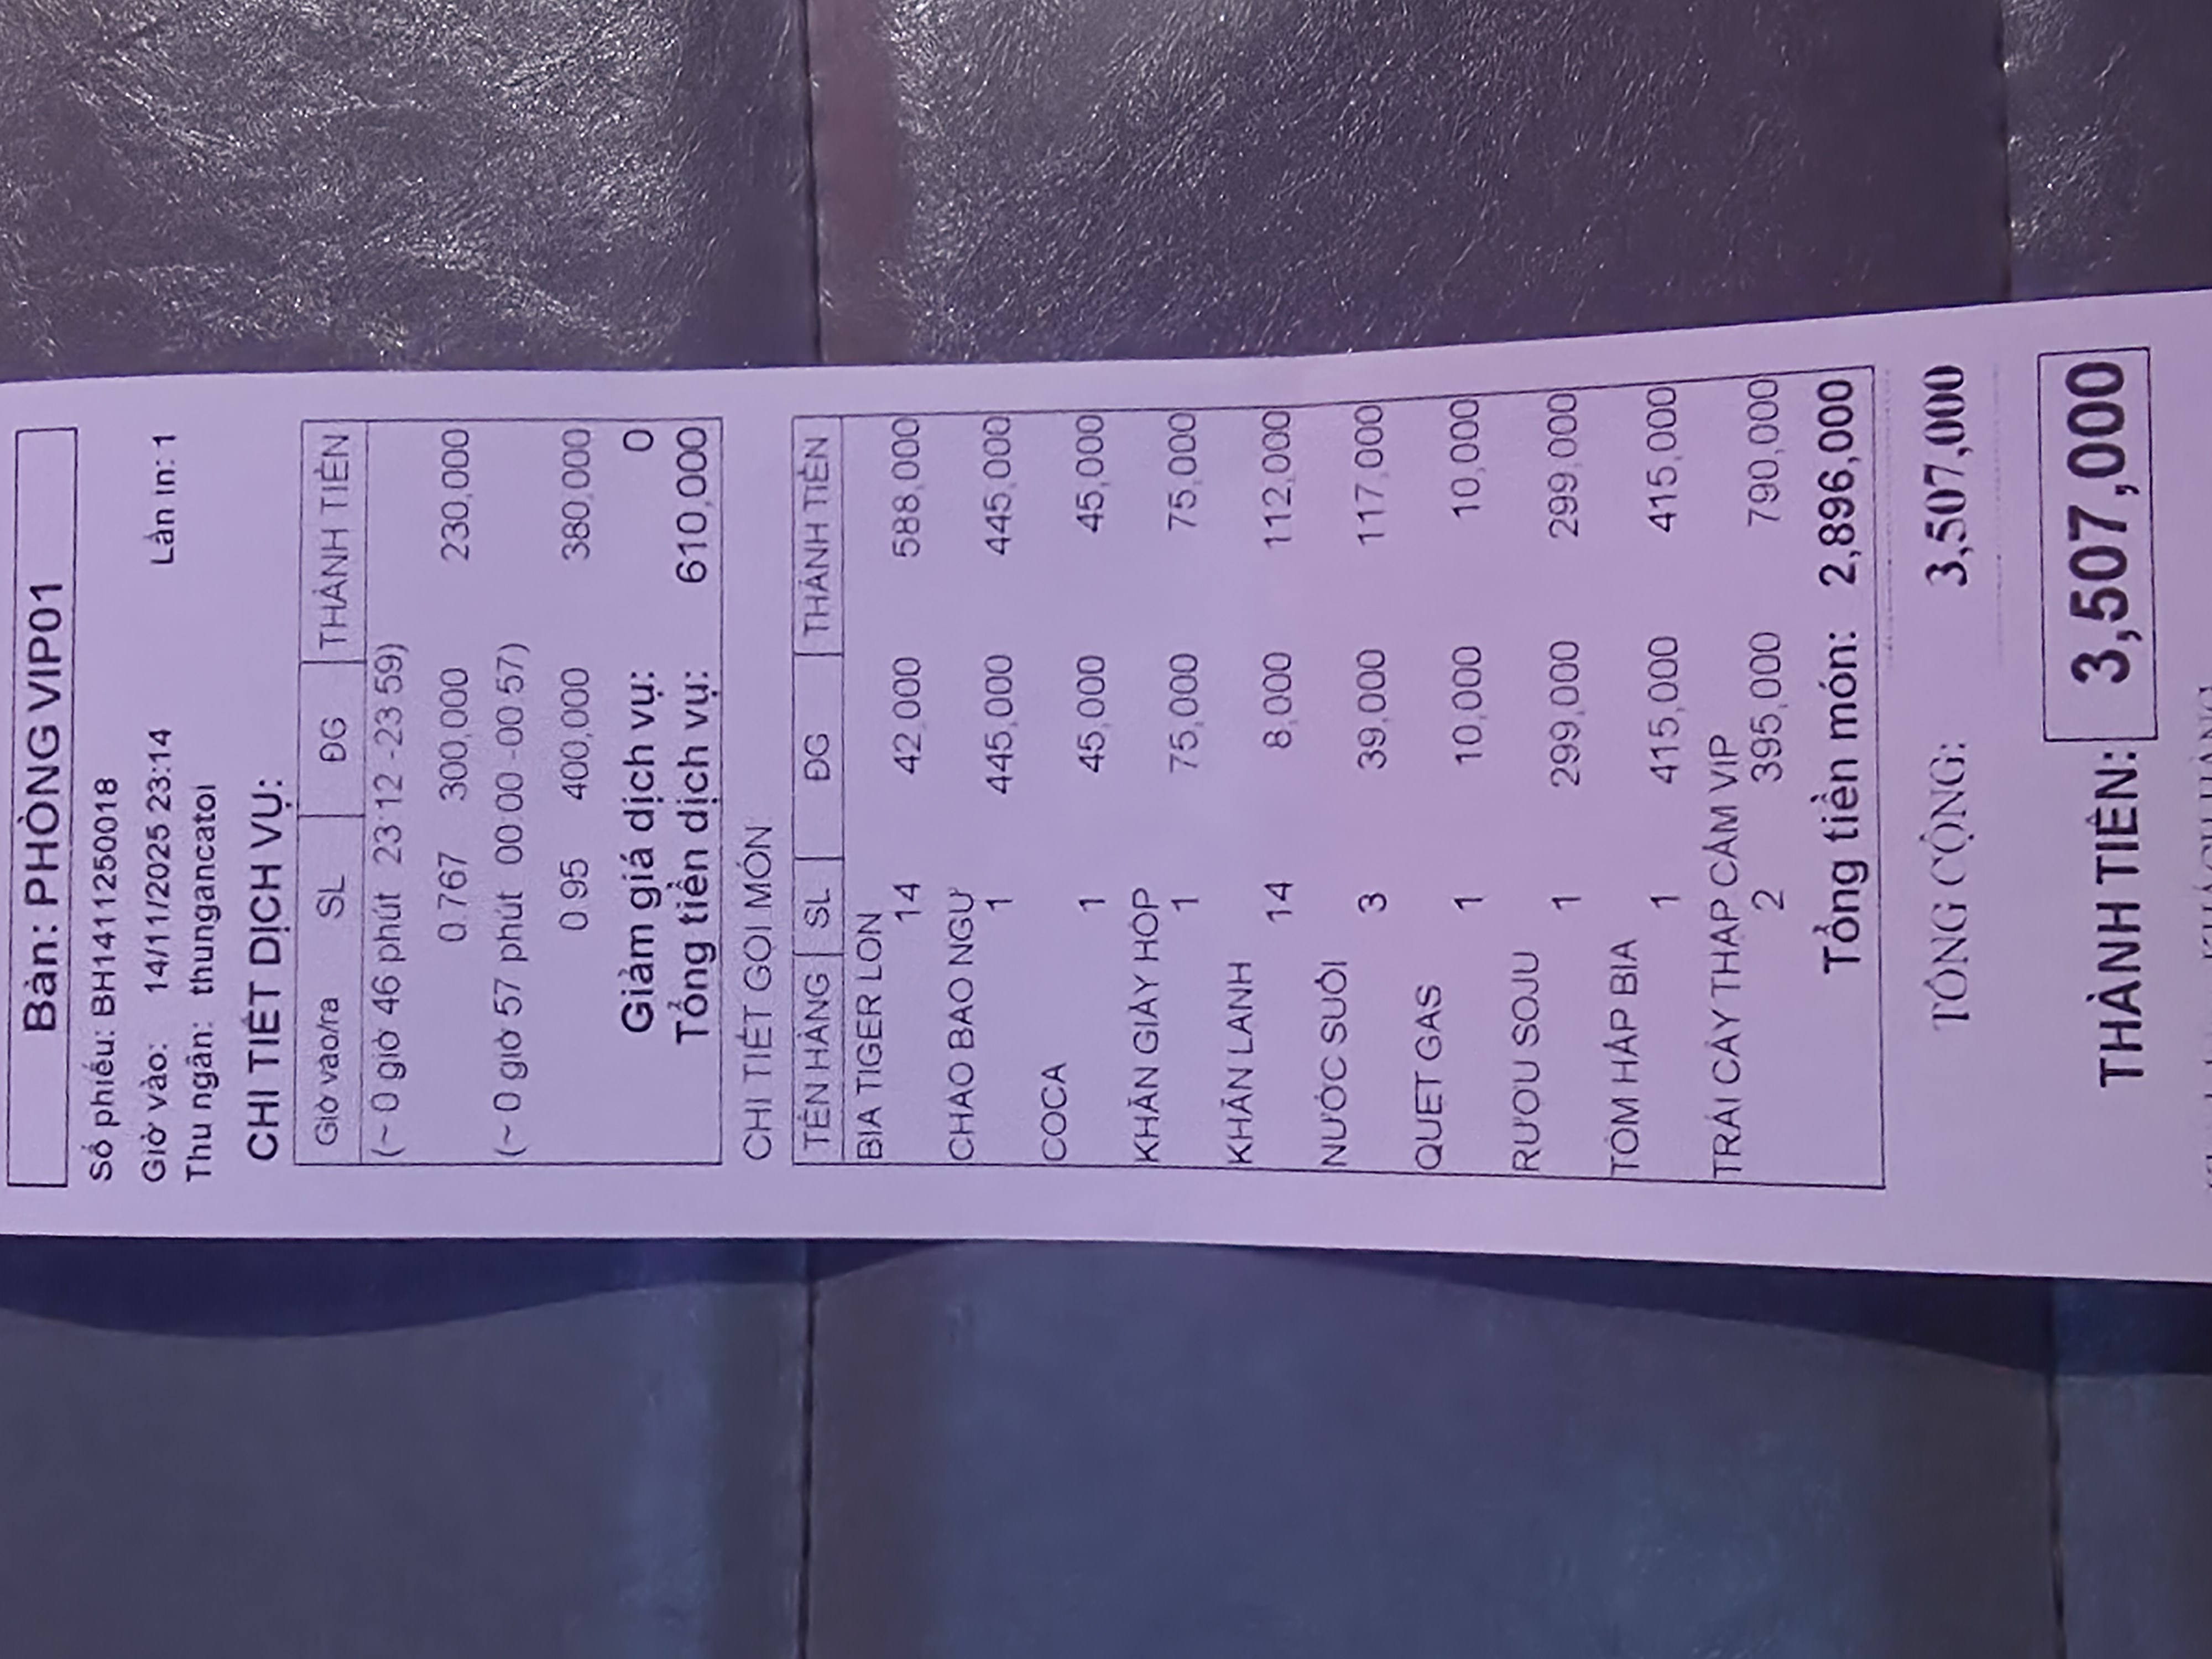 Bàn: PHÒNG VIP01
Số phiếu: BH1411250018
Giờ vào: 14/11/2025 23:14 Lần in: 1
Thu ngân: thungancatoi
CHI TIẾT DỊCH VỤ:
Giờ vào/ra SL ĐG THÀNH TIỀN
(~ 0 giờ 46 phút 23:12 -23:59)
0.767 300,000 230,000
(~ 0 giờ 57 phút 00:00 -00:57)
0.95 400,000 380,000
Giảm giá dịch vụ: 0
Tổng tiền dịch vụ: 610,000
CHI TIẾT GỌI MÓN
TÊN HÀNG SL ĐG THÀNH TIỀN
BIA TIGER LON
14 42,000 588,000
CHÁO BÀO NGƯ
1 445,000 445,000
COCA
1 45,000 45,000
KHĂN GIẤY HỘP
1 75,000 75,000
KHĂN LẠNH
14 8,000 112,000
NƯỚC SUỐI
3 39,000 117,000
QUẸT GAS
1 10,000 10,000
RƯỢU SOJU
1 299,000 299,000
TÔM HẤP BIA
1 415,000 415,000
TRÁI CÂY THẬP CẨM VIP
2 395,000 790,000
Tổng tiền món: 2,896,000
TỔNG CỘNG: 3,507,000
THÀNH TIỀN: 3,507,000